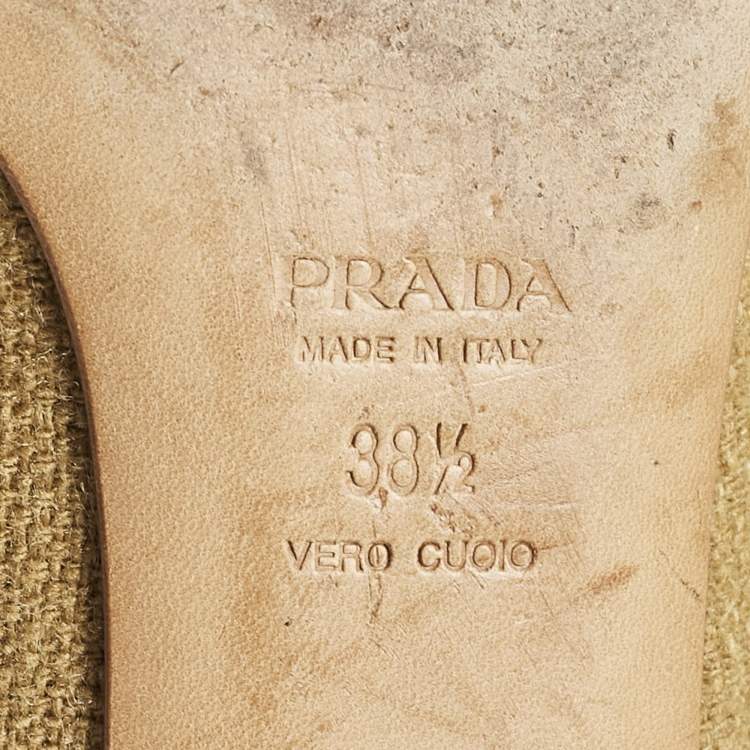 PRADA
MADE IN ITALY
38½
VERO CUOIO